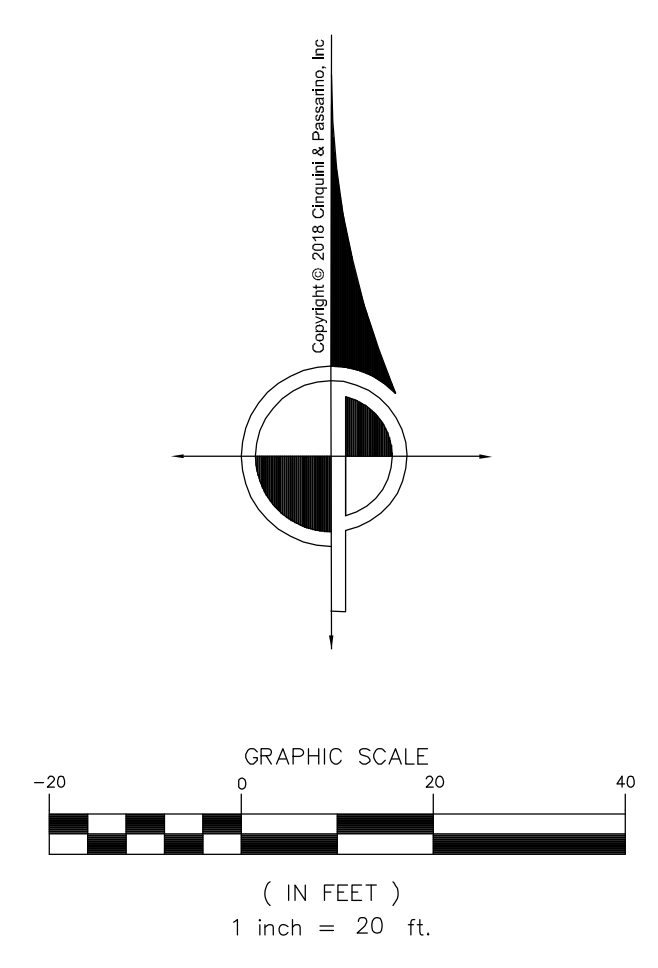 Copyright © 2018 Cinquini & Passarino, Inc
GRAPHIC SCALE
-20 0 20 40
( IN FEET )
1 inch = 20 ft.